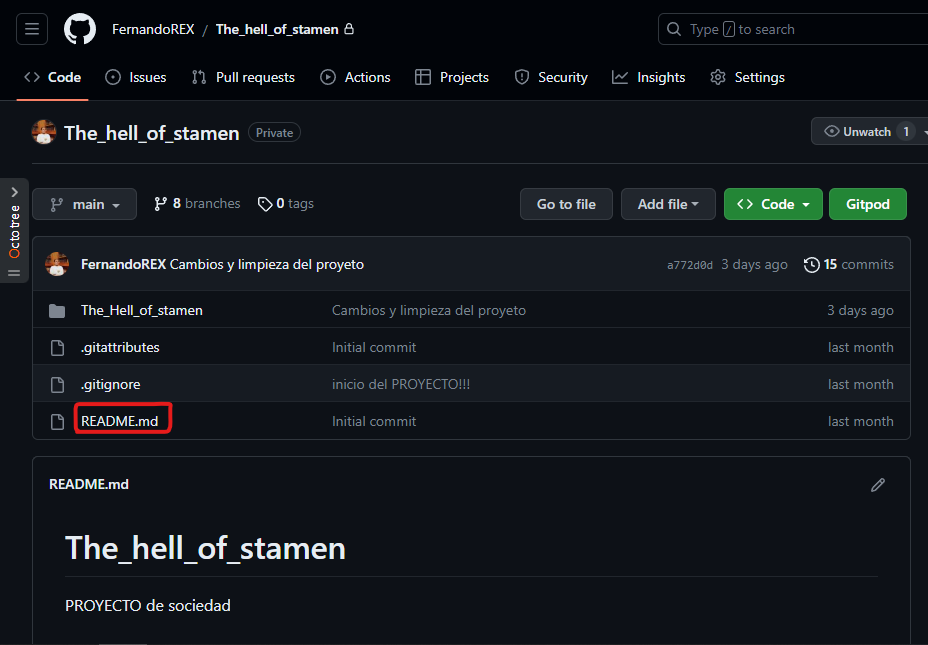 FernandoREX / The_hell_of_stamen
Type / to search
Code
Issues
Pull requests
Actions
Projects
Security
Insights
Settings
The_hell_of_stamen Private
Unwatch 1
Octotree
main
8 branches
0 tags
Go to file
Add file
Code
Gitpod
FernandoREX Cambios y limpieza del proyeto a772d0d 3 days ago 15 commits
The_Hell_of_stamen Cambios y limpieza del proyeto 3 days ago
.gitattributes Initial commit last month
.gitignore inicio del PROYECTO!!! last month
README.md Initial commit last month
README.md
The_hell_of_stamen
PROYECTO de sociedad